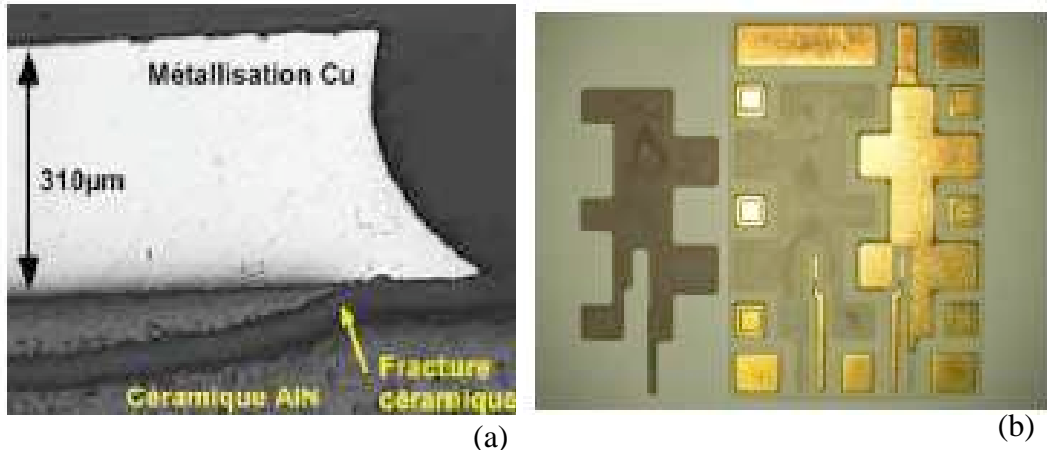 Métallisation Cu
310µm
Fracture
céramique
Céramique AlN
(a)
(b)